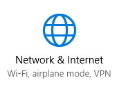 Network & Internet
Wi-Fi, airplane mode, VPN